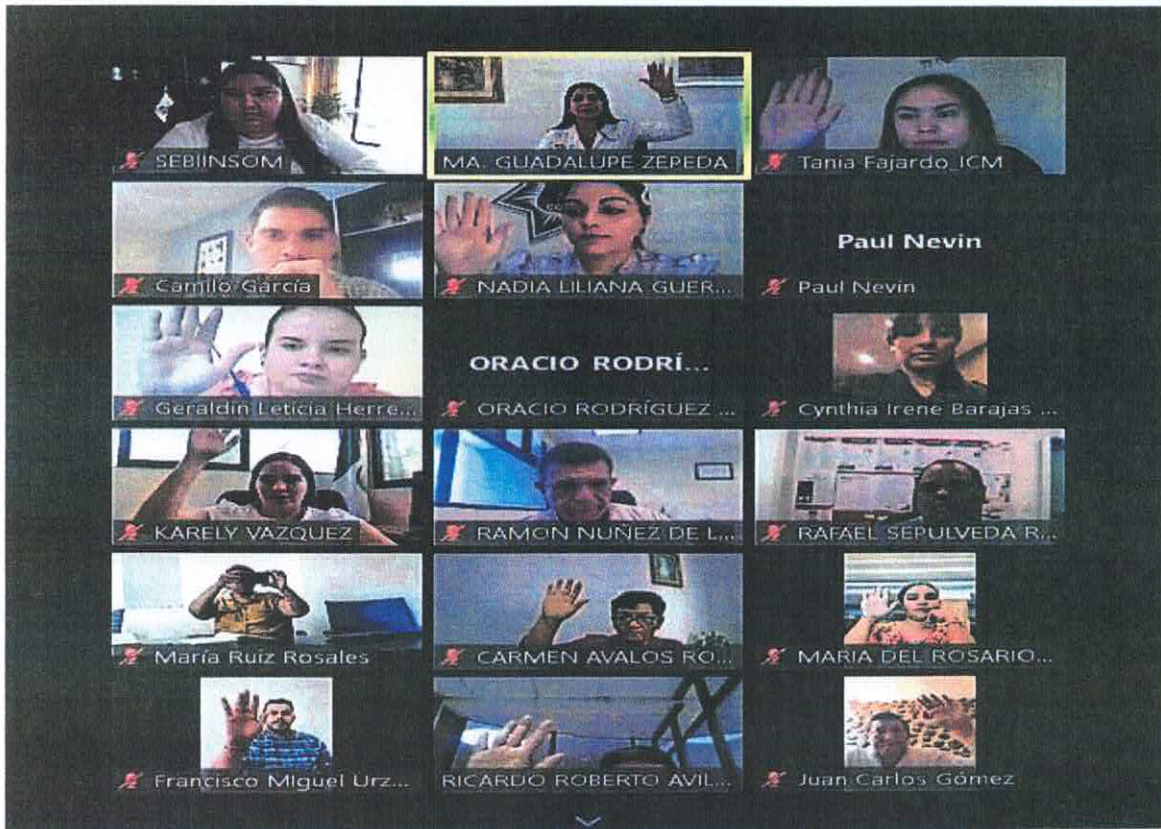 SEBIINSOM
MA. GUADALUPE ZEPEDA
Tania Fajardo_ICM
Camilo García
NADIA LILIANA GUER...
Paul Nevin
Paul Nevin
Geraldin Leticia Herre...
ORACIO RODRÍ...
ORACIO RODRÍGUEZ ...
Cynthia Irene Barajas ...
KARELY VAZQUEZ
RAMON NUÑEZ DE L...
RAFAEL SEPULVEDA R...
María Ruiz Rosales
CARMEN AVALOS RO...
MARIA DEL ROSARIO...
Francisco Miguel Urz...
RICARDO ROBERTO AVIL...
Juan Carlos Gómez